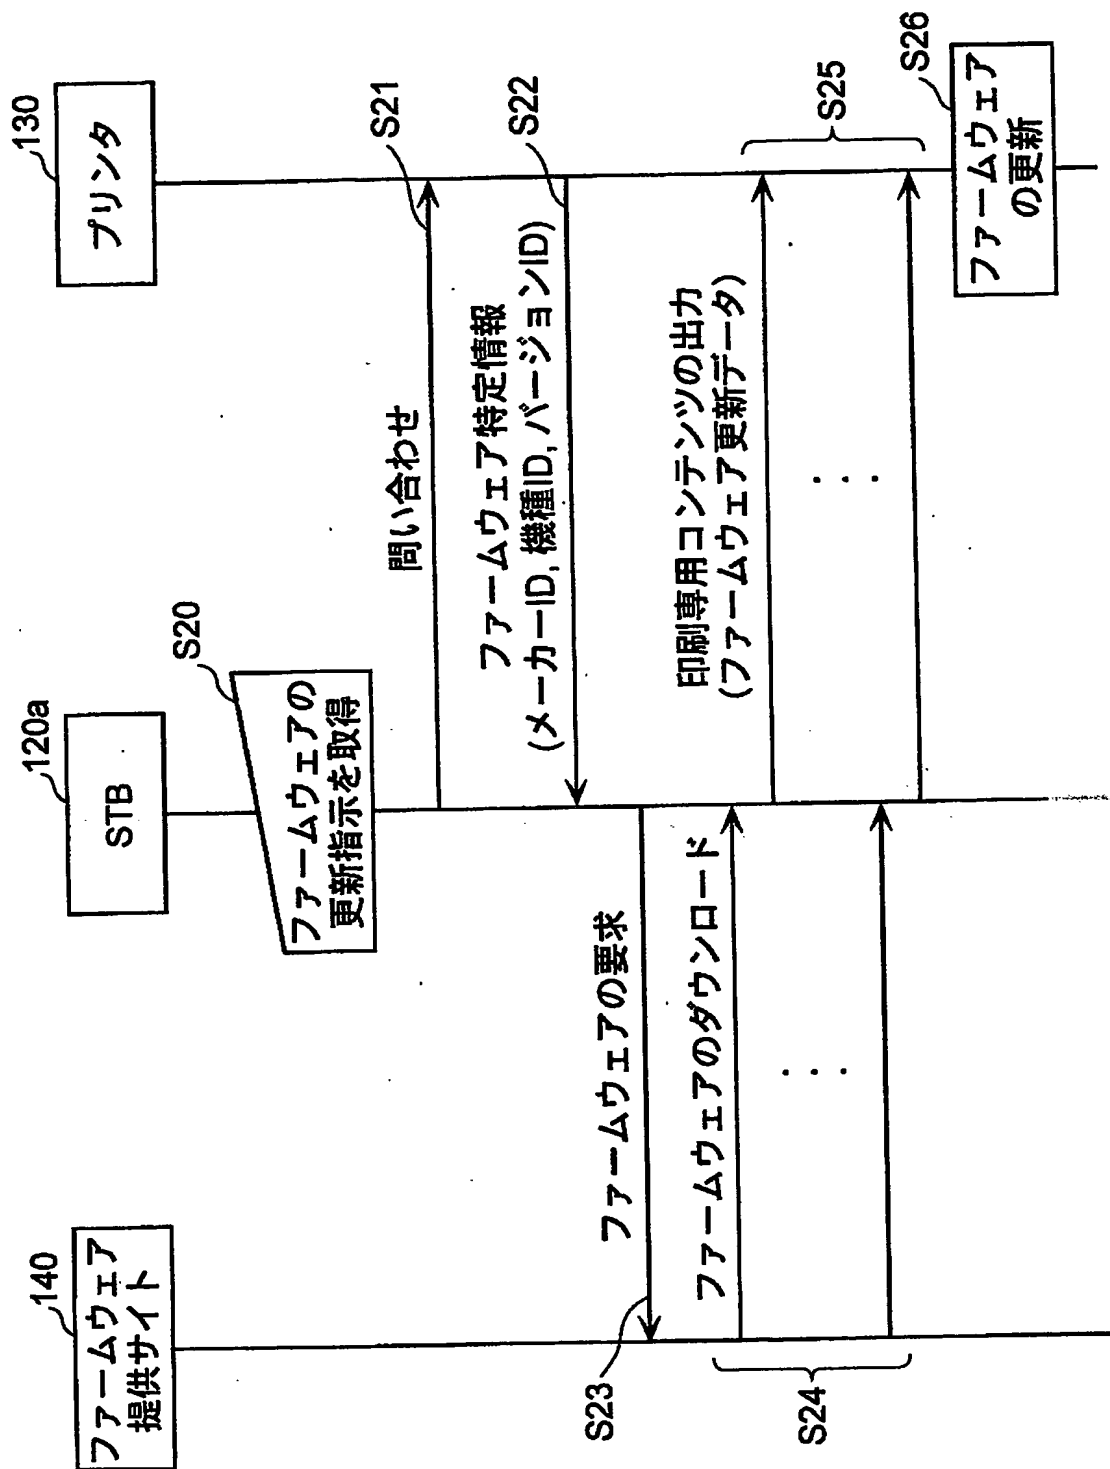 ファームウェア
提供サイト
140
STB
120a
プリンタ
130
ファームウェアの
更新指示を取得
S20
問い合わせ
S21
ファームウェア特定情報
(メーカーID, 機種ID, バージョンID)
S22
ファームウェアの要求
S23
ファームウェアのダウンロード
・・・
S24
印刷専用コンテンツの出力
(ファームウェア更新データ)
・・・
S25
ファームウェア
の更新
S26